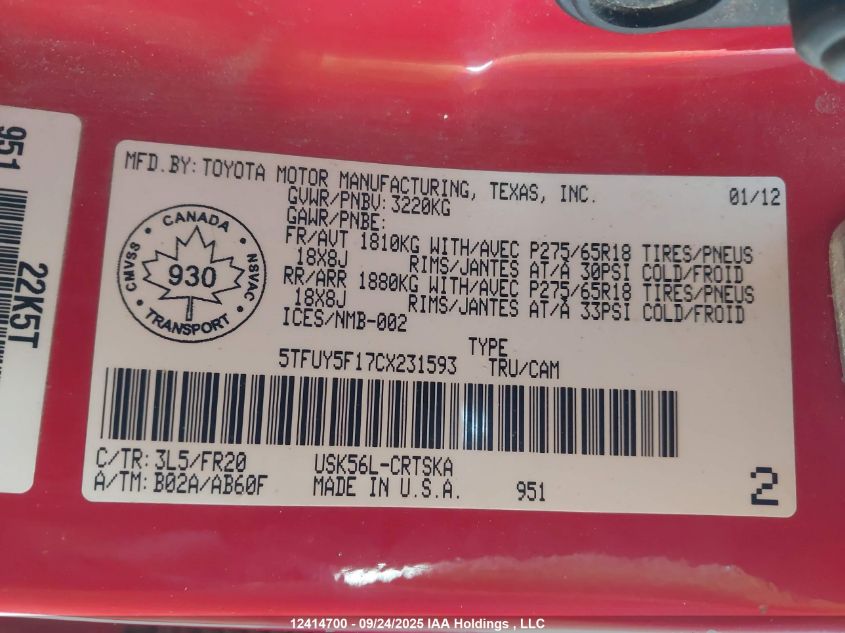 MFD.BY: TOYOTA MOTOR MANUFACTURING, TEXAS, INC. 01/12
GVWR/PNBV: 3220KG
GAWR/PNBE:
FR/AVT 1810KG WITH/AVEC P275/65R18 TIRES/PNEUS
18X8J RIMS/JANTES AT/A 30PSI COLD/FROID
RR/ARR 1880KG WITH/AVEC P275/65R18 TIRES/PNEUS
18X8J RIMS/JANTES AT/A 33PSI COLD/FROID
ICES/NMB-002
CANADA
CMVSS
930
NSVAC
TRANSPORT
TYPE
5TFUY5F17CX231593 TRU/CAM
C/TR: 3L5/FR20 USK56L-CRTSKA
A/TM: B02A/AB60F MADE IN U.S.A. 951 2
951
22K5T
12414700 - 09/24/2025 IAA Holdings , LLC